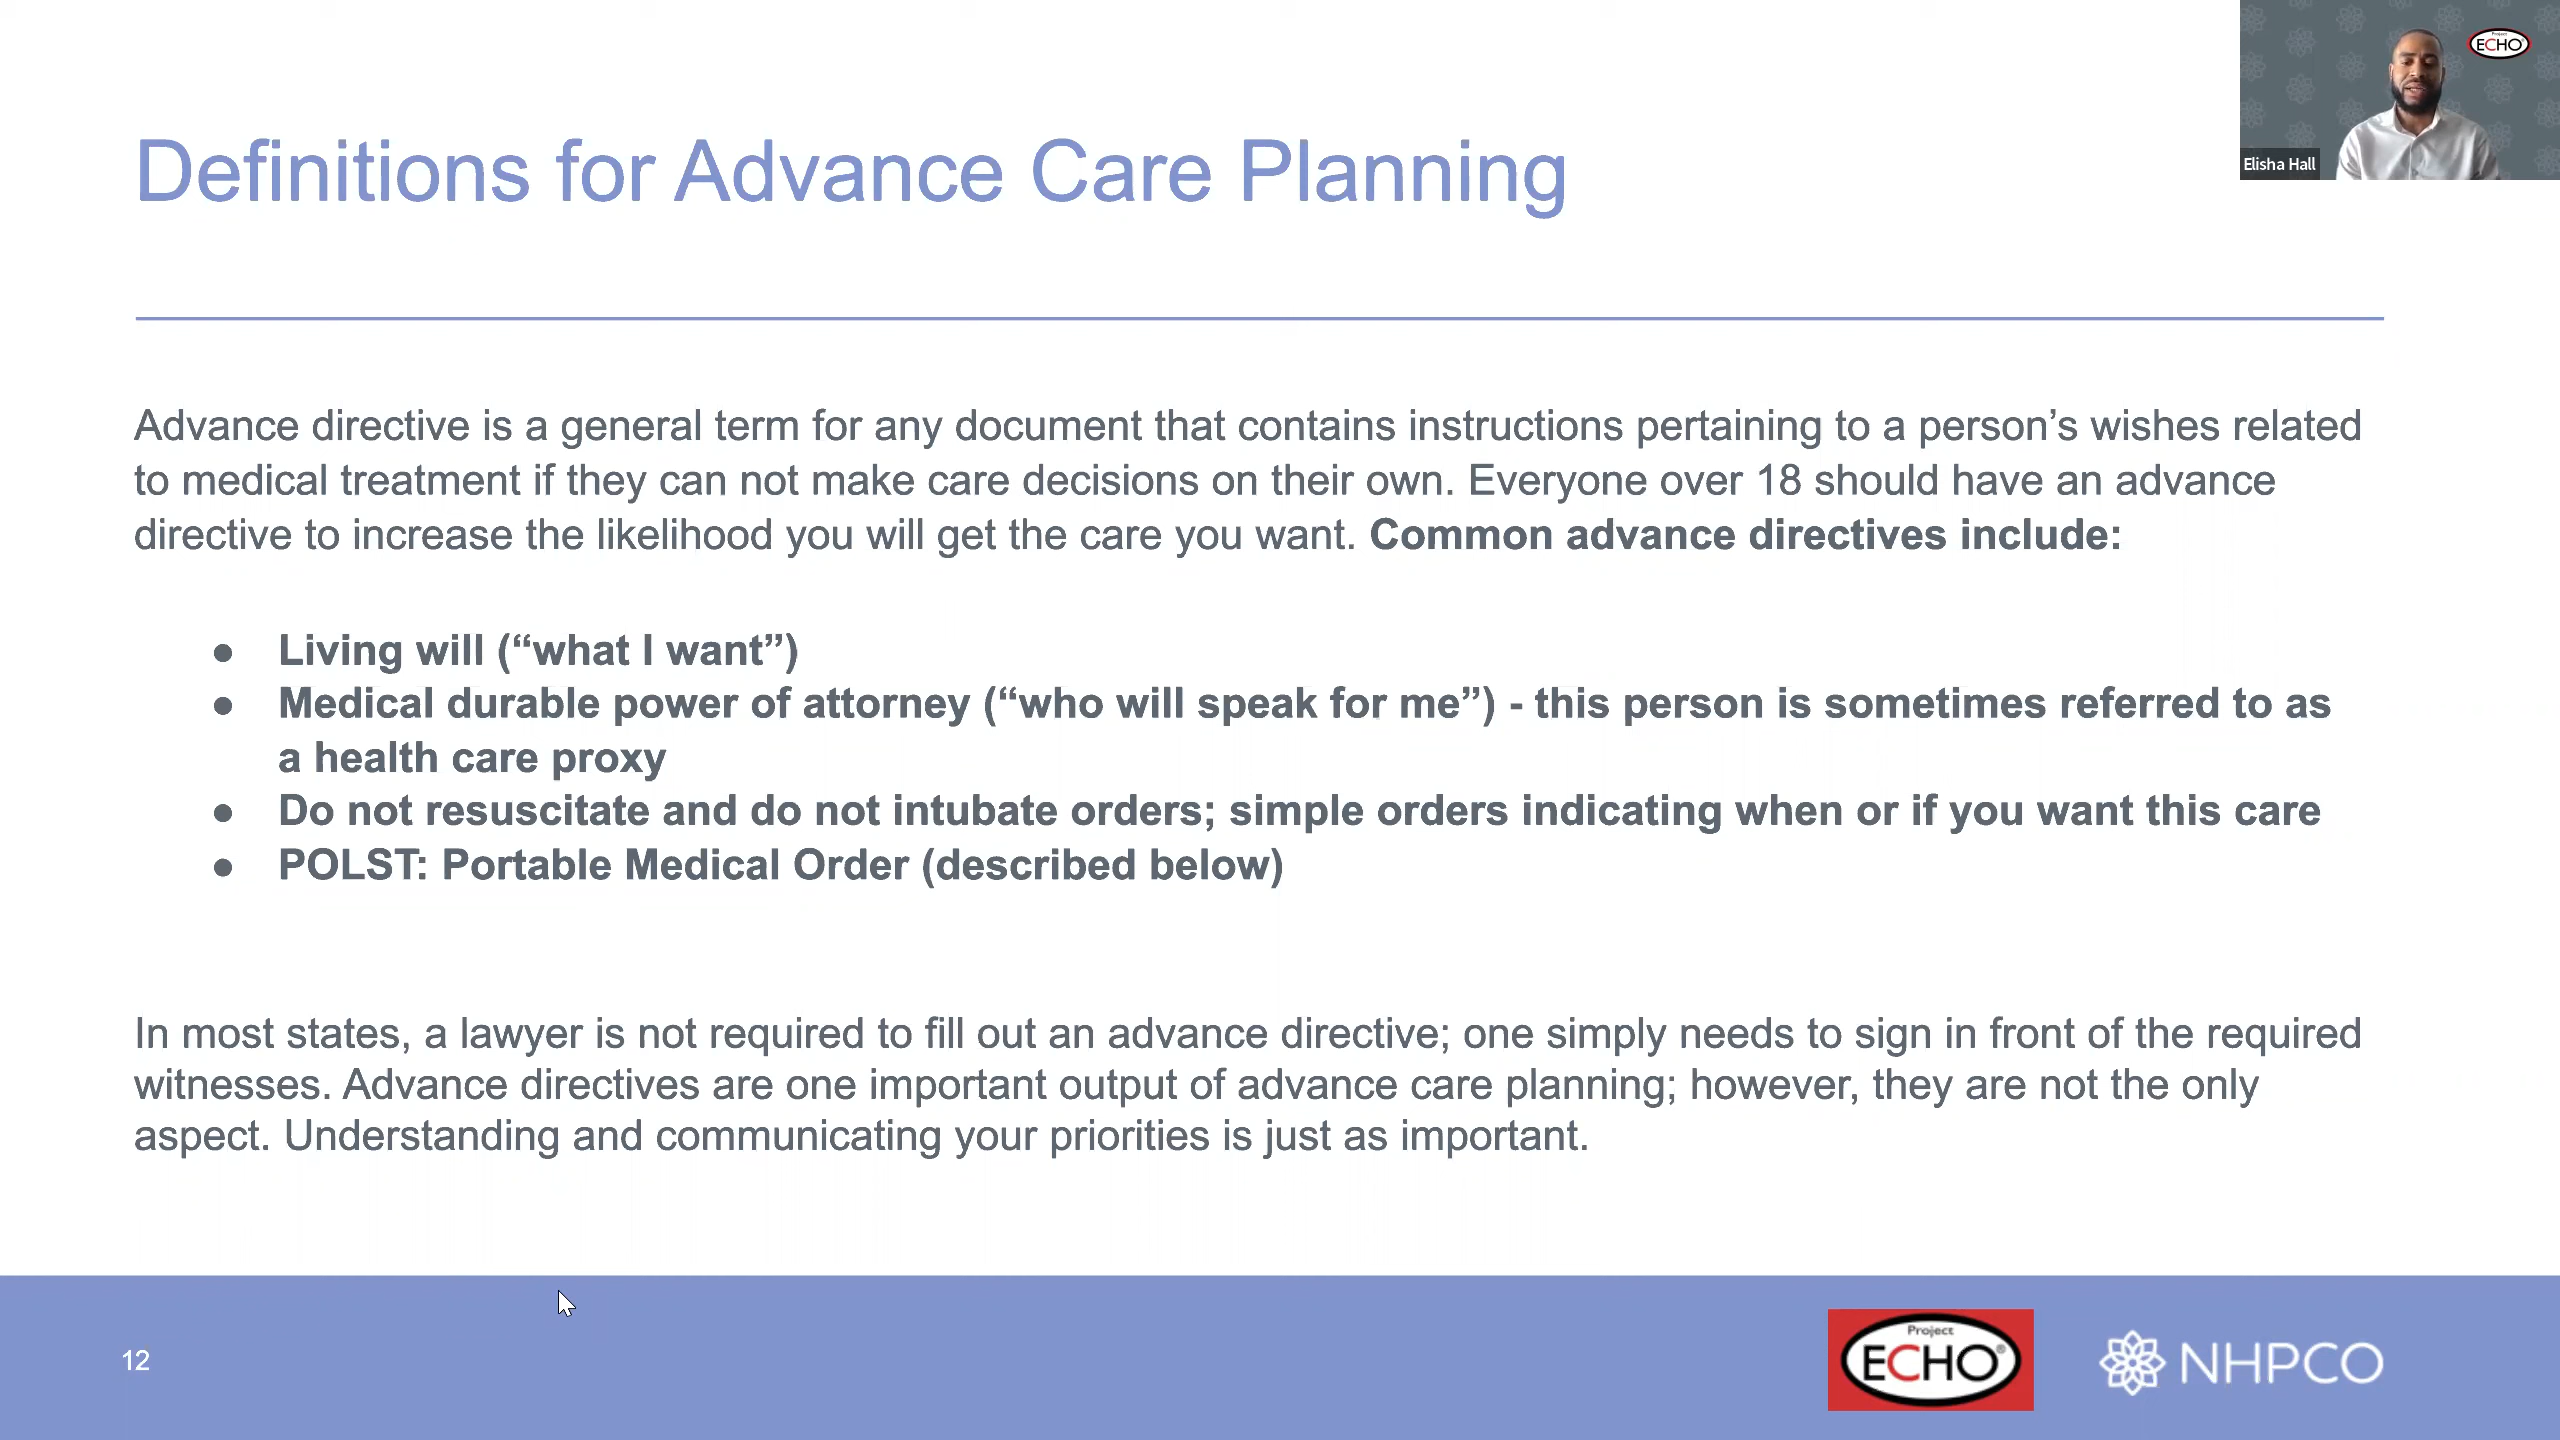 Project
ECHO
Elisha Hall
Definitions for Advance Care Planning
Advance directive is a general term for any document that contains instructions pertaining to a person’s wishes related
to medical treatment if they can not make care decisions on their own. Everyone over 18 should have an advance
directive to increase the likelihood you will get the care you want. Common advance directives include:
● Living will (“what I want”)
● Medical durable power of attorney (“who will speak for me”) - this person is sometimes referred to as
a health care proxy
● Do not resuscitate and do not intubate orders; simple orders indicating when or if you want this care
● POLST: Portable Medical Order (described below)
In most states, a lawyer is not required to fill out an advance directive; one simply needs to sign in front of the required
witnesses. Advance directives are one important output of advance care planning; however, they are not the only
aspect. Understanding and communicating your priorities is just as important.
12
Project
ECHO®
NHPCO